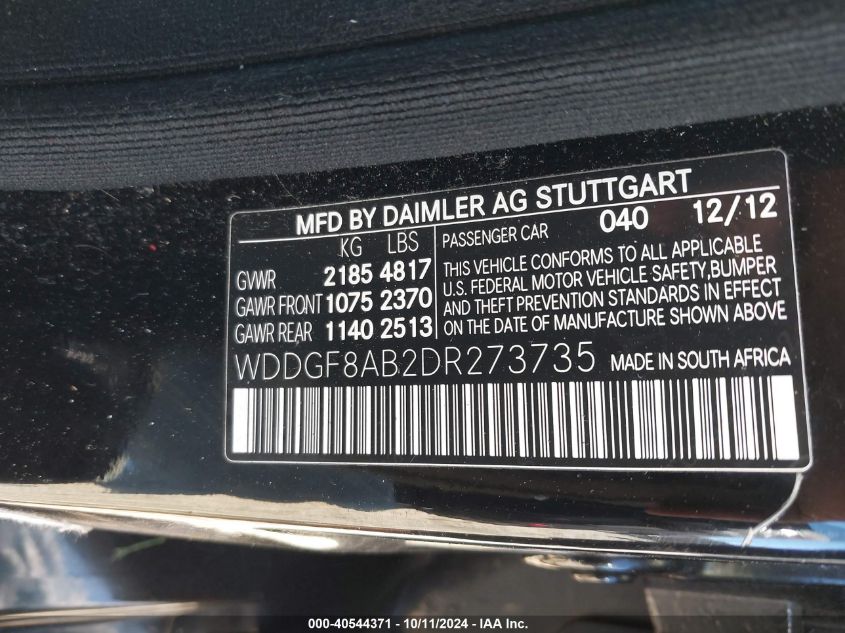 MFD BY DAIMLER AG STUTTGART
KG LBS
GVWR 2185 4817
GAWR FRONT 1075 2370
GAWR REAR 1140 2513
PASSENGER CAR 040 12/12
THIS VEHICLE CONFORMS TO ALL APPLICABLE
U.S. FEDERAL MOTOR VEHICLE SAFETY, BUMPER
AND THEFT PREVENTION STANDARDS IN EFFECT
ON THE DATE OF MANUFACTURE SHOWN ABOVE
WDDGF8AB2DR273735 MADE IN SOUTH AFRICA
000-40544371 | 10/11/2024 - IAA Inc.